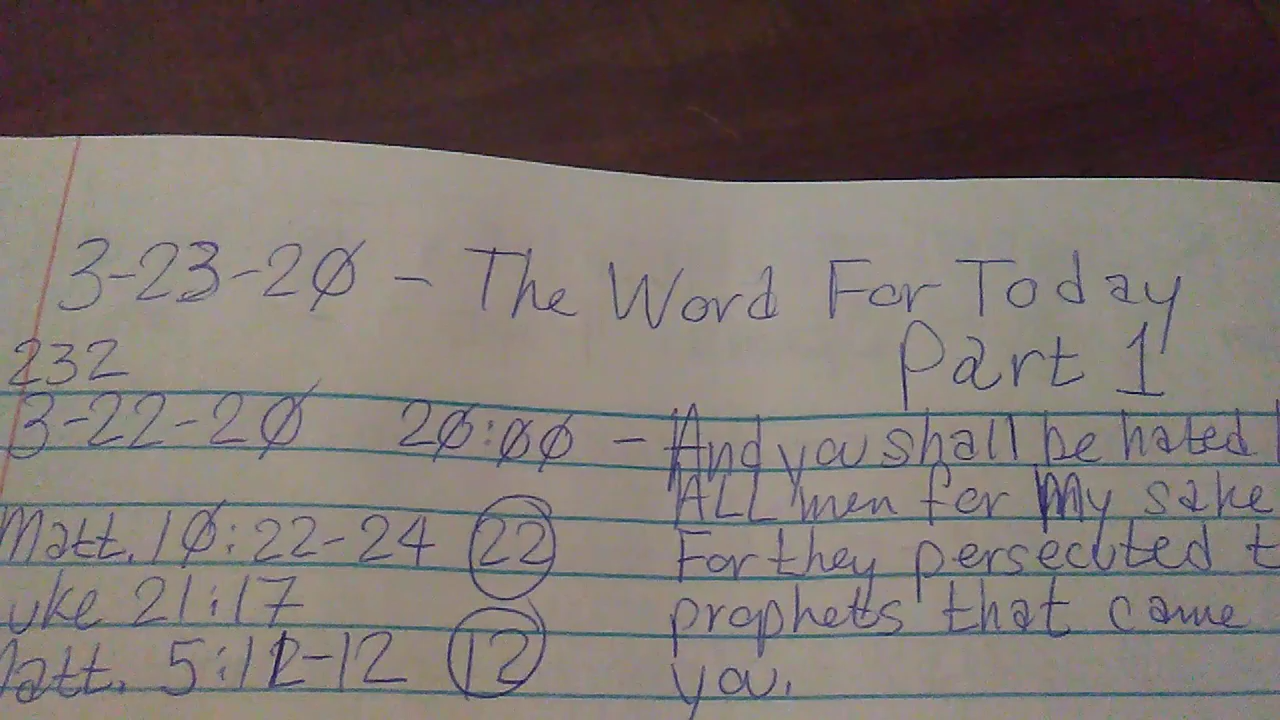 3-23-2Ø - The Word For Today
Part 1
232
3-22-2Ø 2Ø:ØØ - And you shall be hated
ALL men for My sake
Matt. 1Ø:22-24 (22) For they persecuted t
uke 21:17 prophets that came
Matt. 5:11-12 (12) you.